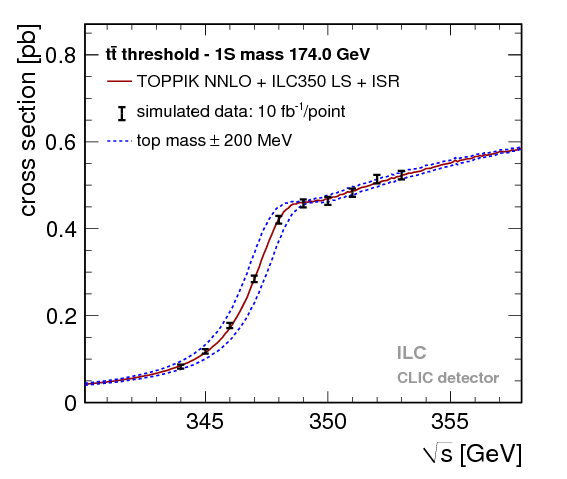 cross section [pb]
0.8
0.6
0.4
0.2
0
tt̄ threshold - 1S mass 174.0 GeV
TOPPIK NNLO + ILC350 LS + ISR
simulated data: 10 fb⁻¹/point
top mass ± 200 MeV
ILC
CLIC detector
345 350 355
√s [GeV]